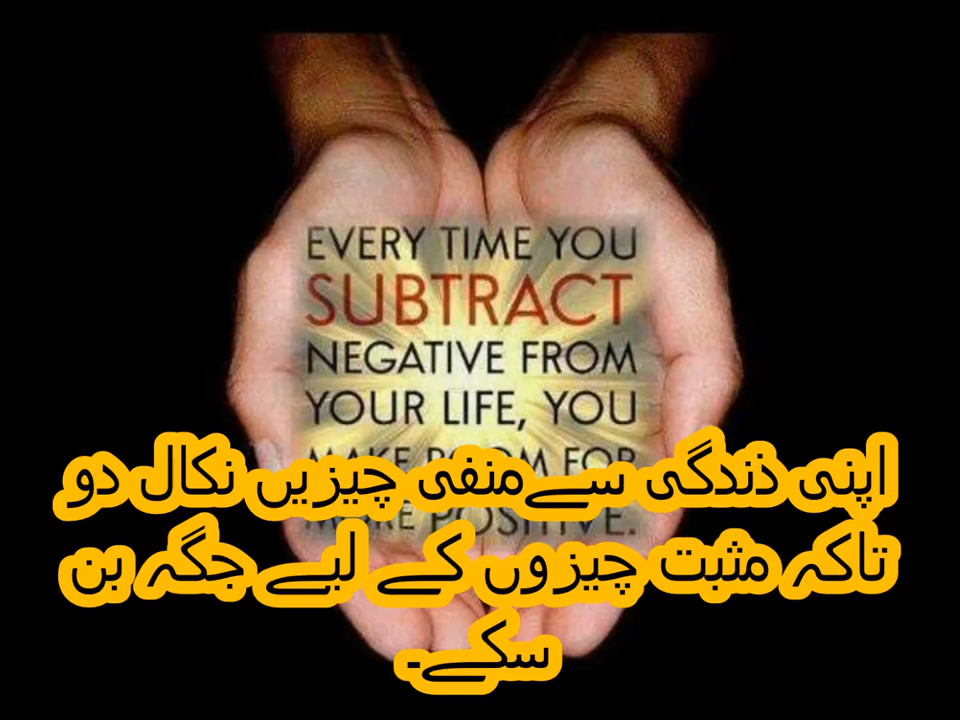 EVERY TIME YOU
SUBTRACT
NEGATIVE FROM
YOUR LIFE, YOU
MAKE ROOM FOR
MORE POSITIVE.
اپنی ذندگی سے منفی چیزیں نکال دو
تاکہ مثبت چیزوں کے لیے جگہ بن
سکے۔